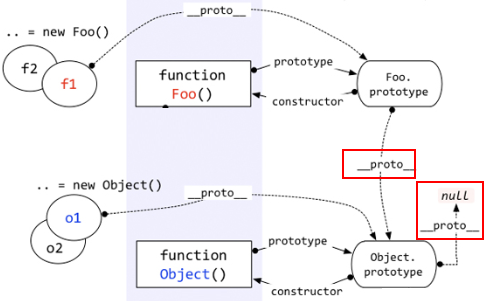 __proto__
.. = new Foo()
f2
f1
function
Foo()
prototype
constructor
Foo.
prototype
__proto__
.. = new Object()
__proto__
null
__proto__
o1
o2
function
Object()
prototype
constructor
Object.
prototype